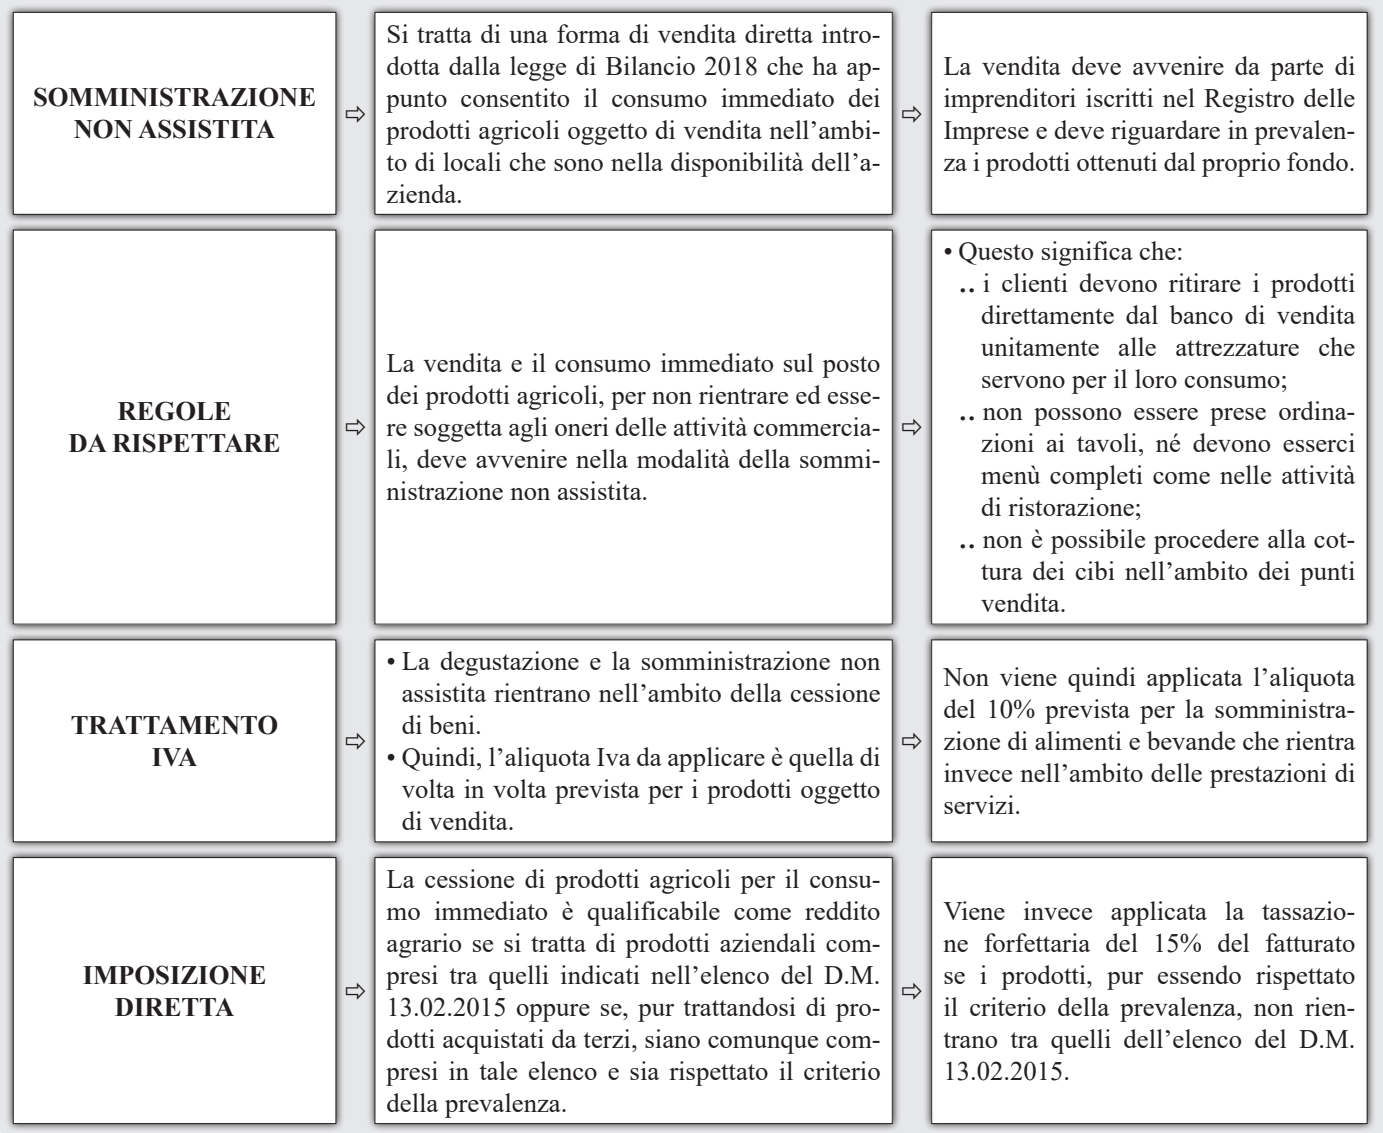 SOMMINISTRAZIONE
NON ASSISTITA
⇨
Si tratta di una forma di vendita diretta intro-
dotta dalla legge di Bilancio 2018 che ha ap-
punto consentito il consumo immediato dei
prodotti agricoli oggetto di vendita nell’ambi-
to di locali che sono nella disponibilità dell’a-
zienda.
⇨
La vendita deve avvenire da parte di
imprenditori iscritti nel Registro delle
Imprese e deve riguardare in prevalen-
za i prodotti ottenuti dal proprio fondo.
REGOLE
DA RISPETTARE
⇨
La vendita e il consumo immediato sul posto
dei prodotti agricoli, per non rientrare ed esse-
re soggetta agli oneri delle attività commercia-
li, deve avvenire nella modalità della sommi-
nistrazione non assistita.
⇨
• Questo significa che:
.. i clienti devono ritirare i prodotti
direttamente dal banco di vendita
unitamente alle attrezzature che
servono per il loro consumo;
.. non possono essere prese ordina-
zioni ai tavoli, né devono esserci
menù completi come nelle attività
di ristorazione;
.. non è possibile procedere alla cot-
tura dei cibi nell’ambito dei punti
vendita.
TRATTAMENTO
IVA
⇨
• La degustazione e la somministrazione non
assistita rientrano nell’ambito della cessione
di beni.
• Quindi, l’aliquota Iva da applicare è quella di
volta in volta prevista per i prodotti oggetto
di vendita.
⇨
Non viene quindi applicata l’aliquota
del 10% prevista per la somministra-
zione di alimenti e bevande che rientra
invece nell’ambito delle prestazioni di
servizi.
IMPOSIZIONE
DIRETTA
⇨
La cessione di prodotti agricoli per il consu-
mo immediato è qualificabile come reddito
agrario se si tratta di prodotti aziendali com-
presi tra quelli indicati nell’elenco del D.M.
13.02.2015 oppure se, pur trattandosi di pro-
dotti acquistati da terzi, siano comunque com-
presi in tale elenco e sia rispettato il criterio
della prevalenza.
⇨
Viene invece applicata la tassazio-
ne forfettaria del 15% del fatturato
se i prodotti, pur essendo rispettato
il criterio della prevalenza, non rien-
trano tra quelli dell’elenco del D.M.
13.02.2015.